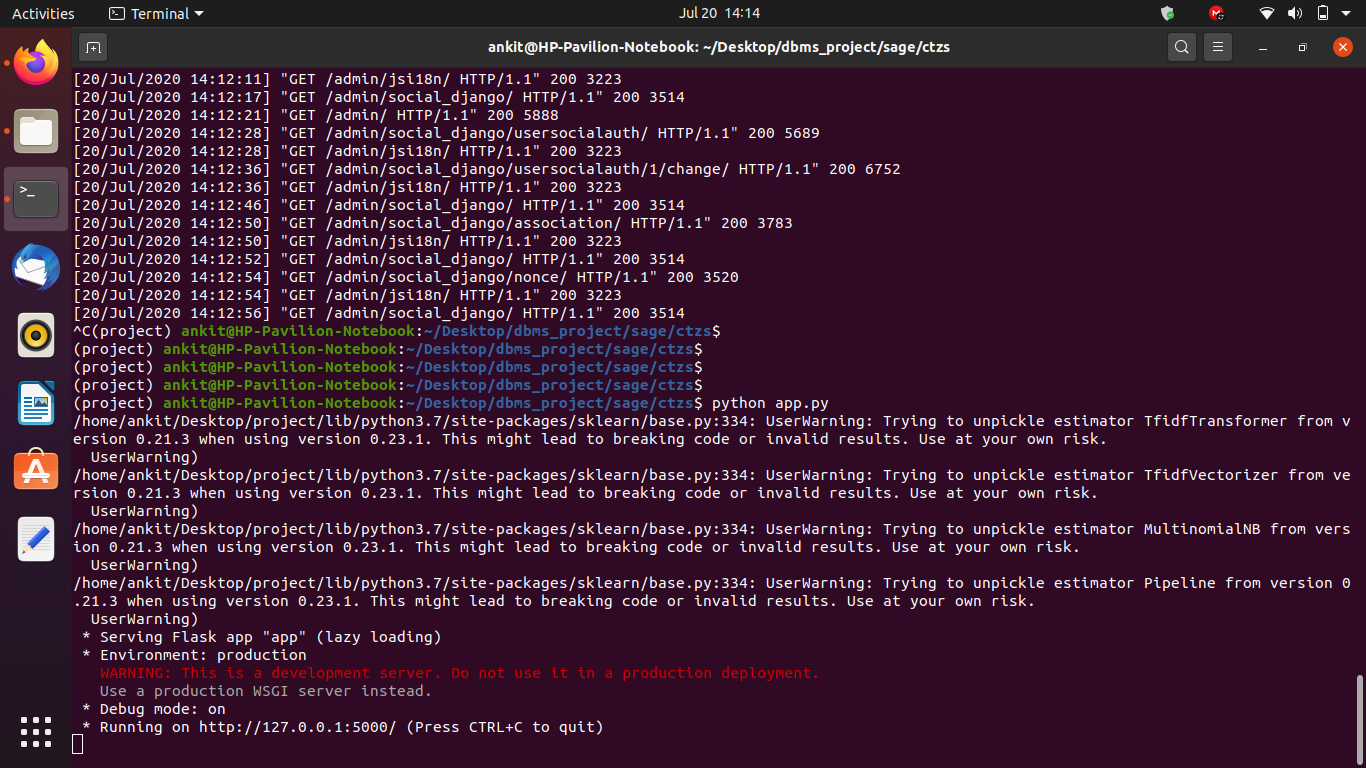 Activities
Terminal
Jul 20 14:14
ankit@HP-Pavilion-Notebook: ~/Desktop/dbms_project/sage/ctzs
[20/Jul/2020 14:12:11] "GET /admin/jsi18n/ HTTP/1.1" 200 3223
[20/Jul/2020 14:12:17] "GET /admin/social_django/ HTTP/1.1" 200 3514
[20/Jul/2020 14:12:21] "GET /admin/ HTTP/1.1" 200 5888
[20/Jul/2020 14:12:28] "GET /admin/social_django/usersocialauth/ HTTP/1.1" 200 5689
[20/Jul/2020 14:12:28] "GET /admin/jsi18n/ HTTP/1.1" 200 3223
[20/Jul/2020 14:12:36] "GET /admin/social_django/usersocialauth/1/change/ HTTP/1.1" 200 6752
[20/Jul/2020 14:12:36] "GET /admin/jsi18n/ HTTP/1.1" 200 3223
[20/Jul/2020 14:12:46] "GET /admin/social_django/ HTTP/1.1" 200 3514
[20/Jul/2020 14:12:50] "GET /admin/social_django/association/ HTTP/1.1" 200 3783
[20/Jul/2020 14:12:50] "GET /admin/jsi18n/ HTTP/1.1" 200 3223
[20/Jul/2020 14:12:52] "GET /admin/social_django/ HTTP/1.1" 200 3514
[20/Jul/2020 14:12:54] "GET /admin/social_django/nonce/ HTTP/1.1" 200 3520
[20/Jul/2020 14:12:54] "GET /admin/jsi18n/ HTTP/1.1" 200 3223
[20/Jul/2020 14:12:56] "GET /admin/social_django/ HTTP/1.1" 200 3514
^C(project) ankit@HP-Pavilion-Notebook:~/Desktop/dbms_project/sage/ctzs$
(project) ankit@HP-Pavilion-Notebook:~/Desktop/dbms_project/sage/ctzs$
(project) ankit@HP-Pavilion-Notebook:~/Desktop/dbms_project/sage/ctzs$
(project) ankit@HP-Pavilion-Notebook:~/Desktop/dbms_project/sage/ctzs$
(project) ankit@HP-Pavilion-Notebook:~/Desktop/dbms_project/sage/ctzs$ python app.py
/home/ankit/Desktop/project/lib/python3.7/site-packages/sklearn/base.py:334: UserWarning: Trying to unpickle estimator TfidfTransformer from v
ersion 0.21.3 when using version 0.23.1. This might lead to breaking code or invalid results. Use at your own risk.
  UserWarning)
/home/ankit/Desktop/project/lib/python3.7/site-packages/sklearn/base.py:334: UserWarning: Trying to unpickle estimator TfidfVectorizer from ve
rsion 0.21.3 when using version 0.23.1. This might lead to breaking code or invalid results. Use at your own risk.
  UserWarning)
/home/ankit/Desktop/project/lib/python3.7/site-packages/sklearn/base.py:334: UserWarning: Trying to unpickle estimator MultinomialNB from vers
ion 0.21.3 when using version 0.23.1. This might lead to breaking code or invalid results. Use at your own risk.
  UserWarning)
/home/ankit/Desktop/project/lib/python3.7/site-packages/sklearn/base.py:334: UserWarning: Trying to unpickle estimator Pipeline from version 0
.21.3 when using version 0.23.1. This might lead to breaking code or invalid results. Use at your own risk.
  UserWarning)
 * Serving Flask app "app" (lazy loading)
 * Environment: production
   WARNING: This is a development server. Do not use it in a production deployment.
   Use a production WSGI server instead.
 * Debug mode: on
 * Running on http://127.0.0.1:5000/ (Press CTRL+C to quit)